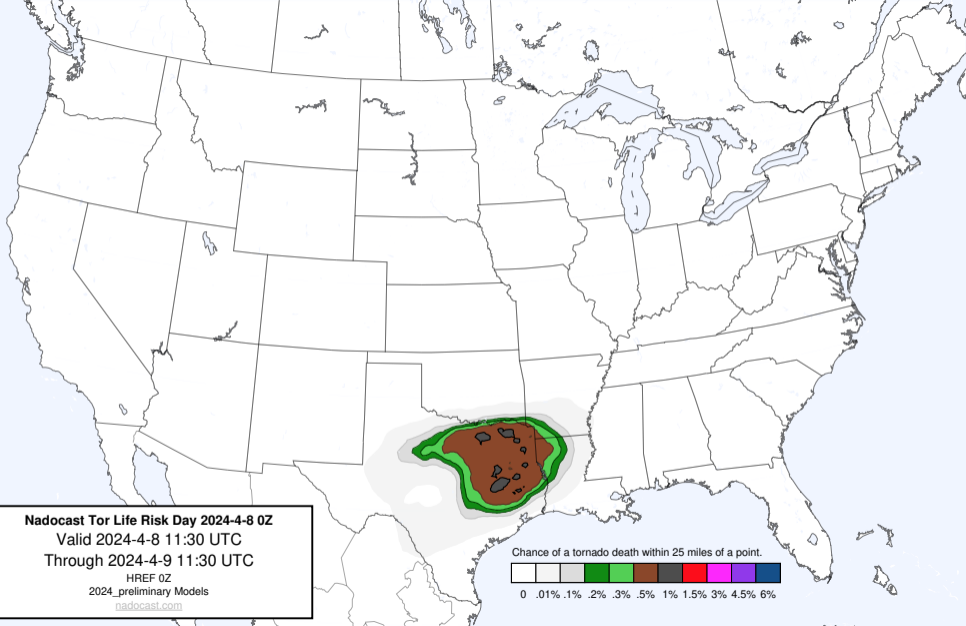 Nadocast Tor Life Risk Day 2024-4-8 0Z
Valid 2024-4-8 11:30 UTC
Through 2024-4-9 11:30 UTC
HREF 0Z
2024_preliminary Models
nadocast.com
Chance of a tornado death within 25 miles of a point.
0 .01% .1% .2% .3% .5% 1% 1.5% 3% 4.5% 6%